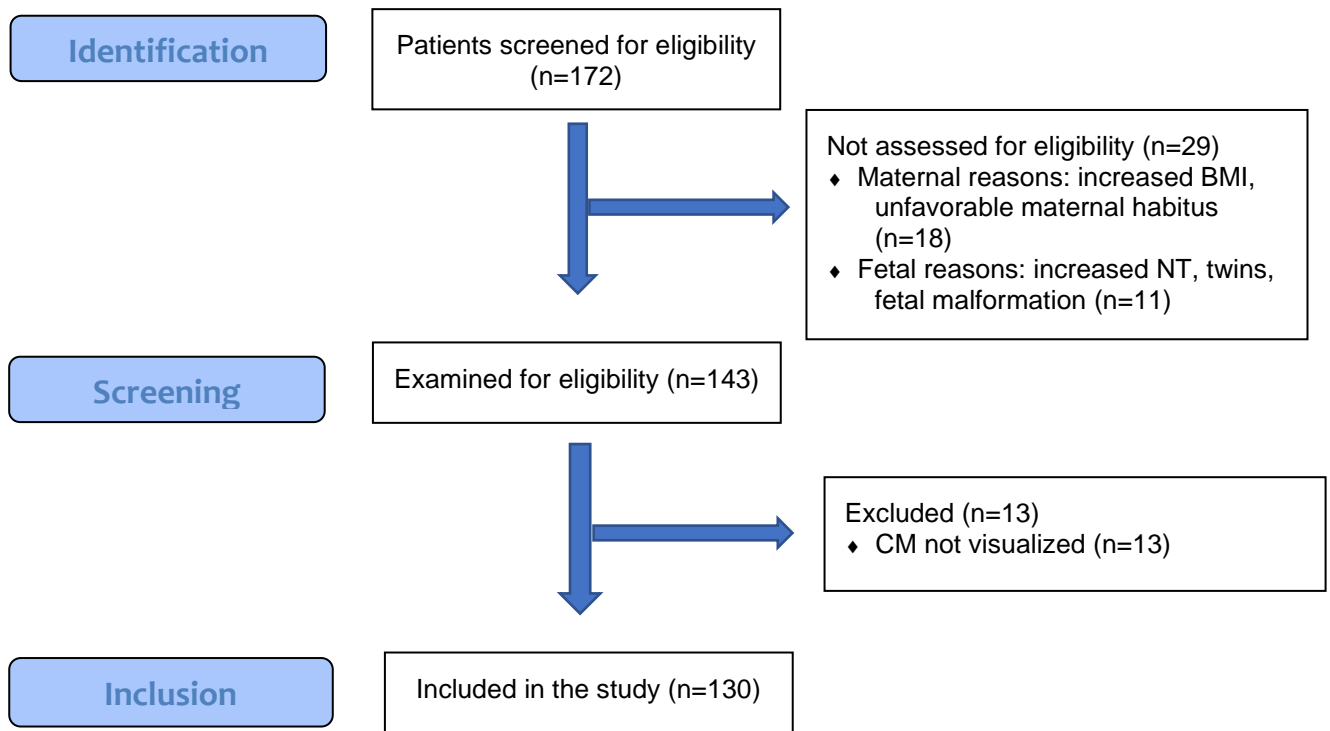 Identification
Patients screened for eligibility
(n=172)
Not assessed for eligibility (n=29)
♦ Maternal reasons: increased BMI,
unfavorable maternal habitus
(n=18)
♦ Fetal reasons: increased NT, twins,
fetal malformation (n=11)
Screening
Examined for eligibility (n=143)
Excluded (n=13)
♦ CM not visualized (n=13)
Inclusion
Included in the study (n=130)